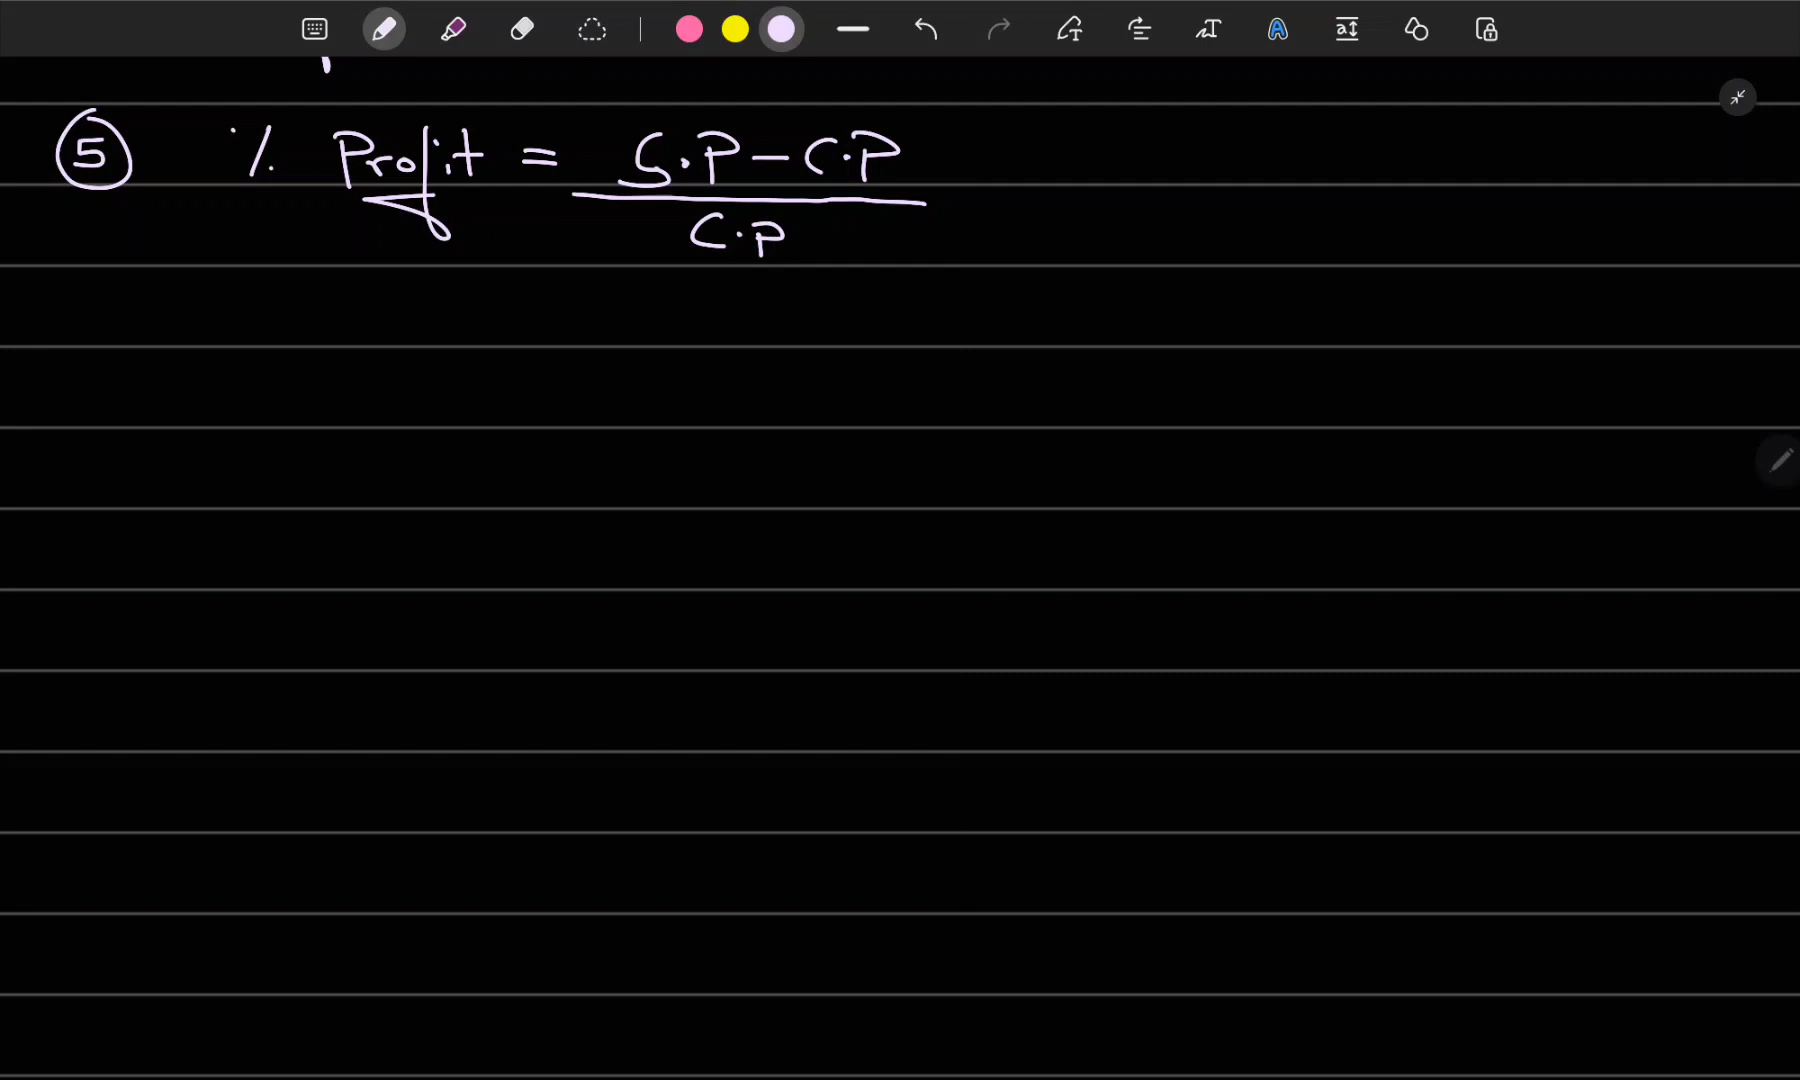 ⑤ % Profit = S.P - C.P
C.P